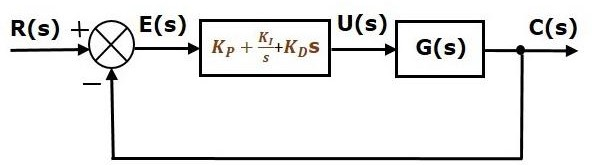 R(s) + E(s) K_P + K_I/s +K_D s U(s) G(s) C(s)
−